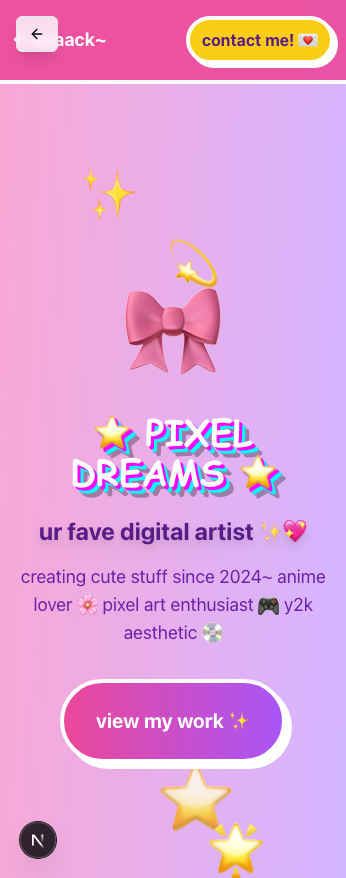 contact me! 💌
⭐ PIXEL
DREAMS ⭐
ur fave digital artist ✨💖
creating cute stuff since 2024~ anime
lover 🌸 pixel art enthusiast 🎮 y2k
aesthetic 💿
view my work ✨
N